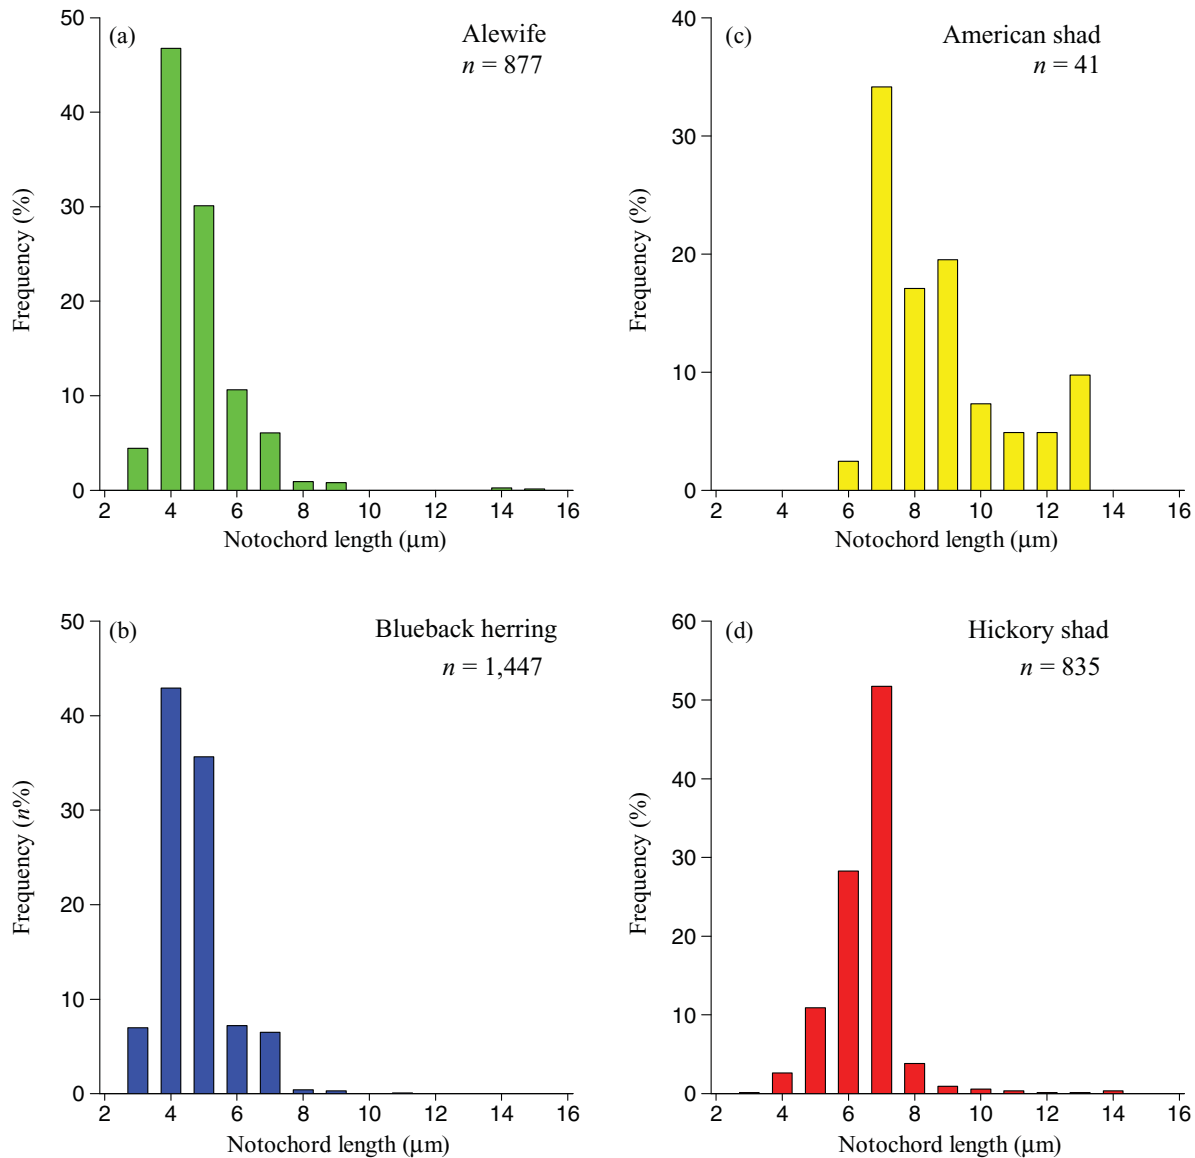 (a)
Alewife
n = 877
50
40
30
20
10
0
Frequency (%)
2 4 6 8 10 12 14 16
Notochord length (μm)
(c)
American shad
n = 41
40
30
20
10
0
Frequency (%)
2 4 6 8 10 12 14 16
Notochord length (μm)
(b)
Blueback herring
n = 1,447
50
40
30
20
10
0
Frequency (n%)
2 4 6 8 10 12 14 16
Notochord length (μm)
(d)
Hickory shad
n = 835
60
50
40
30
20
10
0
Frequency (%)
2 4 6 8 10 12 14 16
Notochord length (μm)